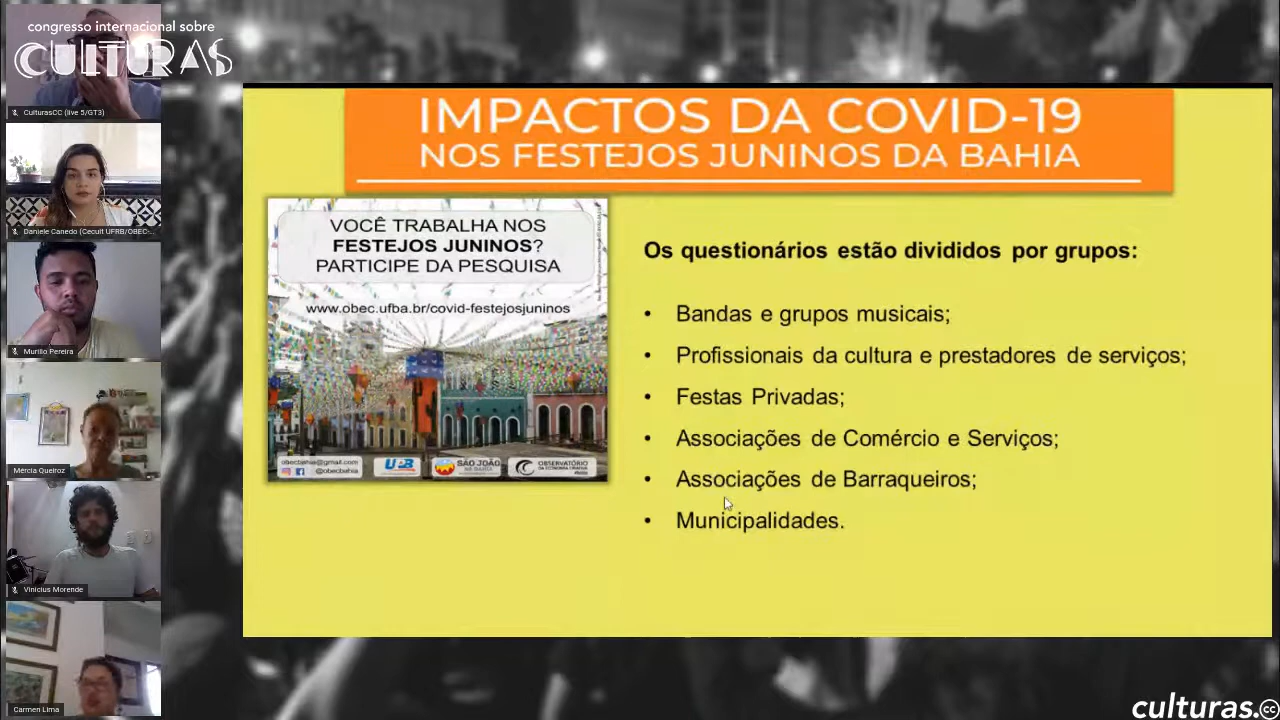 congresso internacional sobre
CULTURAS
CulturasCC (live 5/GT3)
Daniele Canedo (Cecult UFRB/OBEC-...
Murillo Pereira
Mércia Queiroz
Vinicius Morende
Carmen Lima
IMPACTOS DA COVID-19
NOS FESTEJOS JUNINOS DA BAHIA
VOCÊ TRABALHA NOS
FESTEJOS JUNINOS?
PARTICIPE DA PESQUISA
www.obec.ufba.br/covid-festejosjuninos
obecbahia@gmail.com
@obecbahia
UPB
SÃO JOÃO
NA BAHIA
OBSERVATÓRIO
DA ECONOMIA CRIATIVA
Os questionários estão divididos por grupos:
• Bandas e grupos musicais;
• Profissionais da cultura e prestadores de serviços;
• Festas Privadas;
• Associações de Comércio e Serviços;
• Associações de Barraqueiros;
• Municipalidades.
culturas.cc